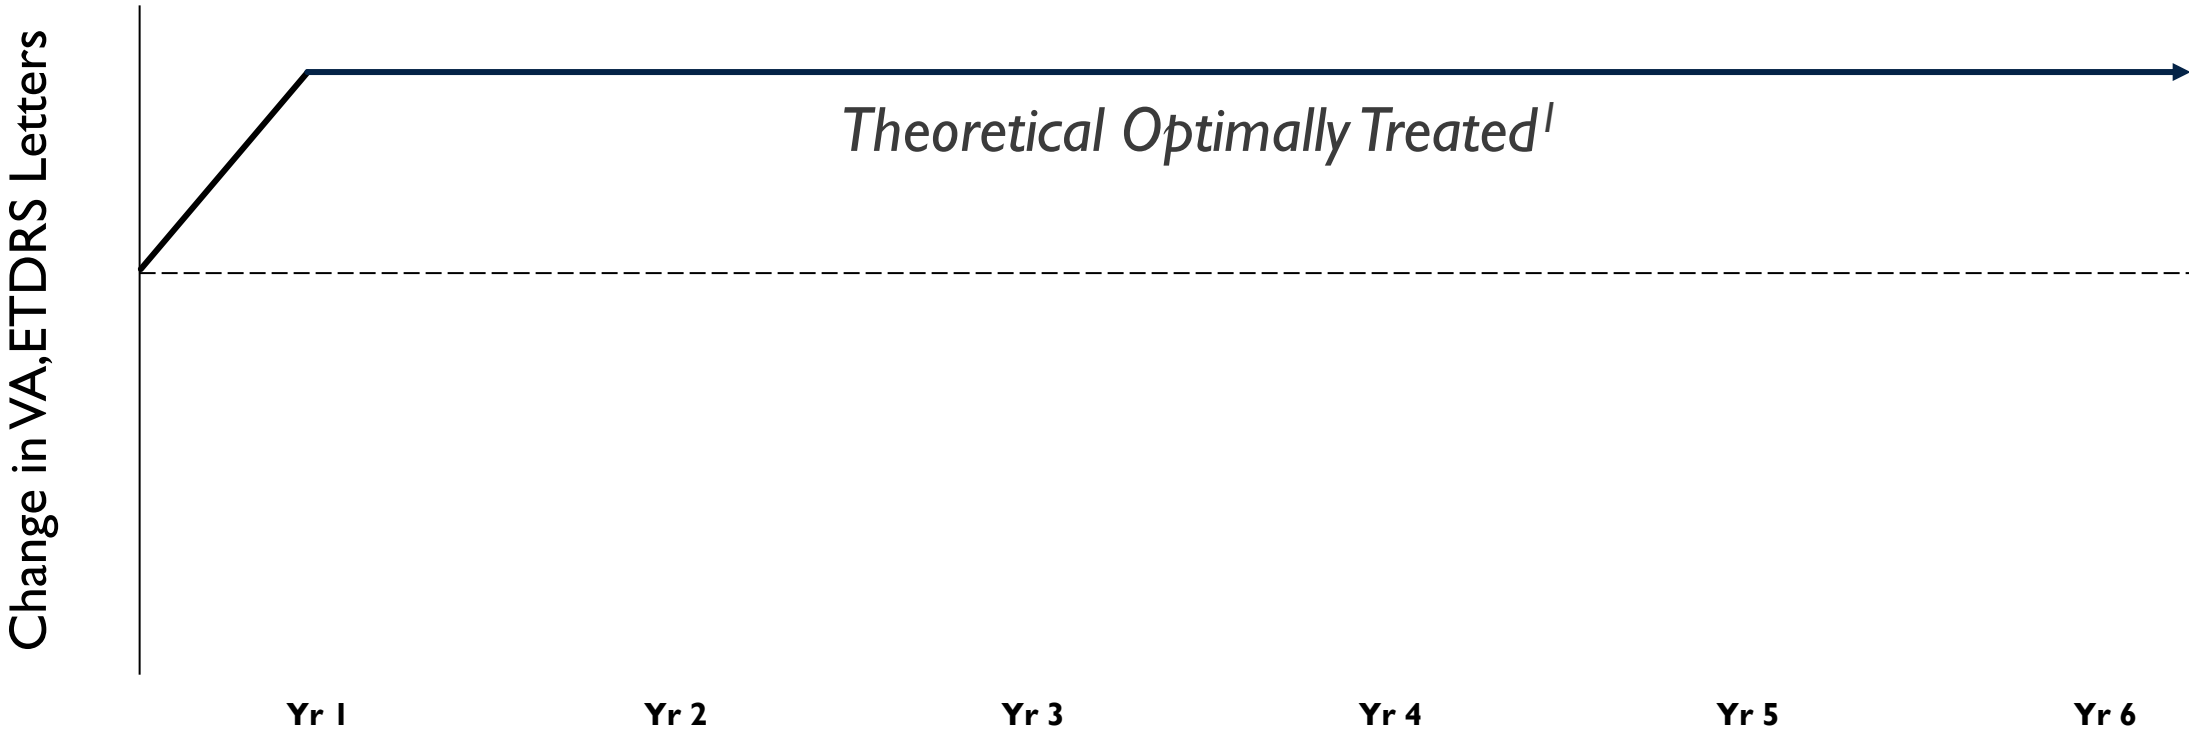 Change in VA,ETDRS Letters
Theoretical Optimally Treated¹
Yr 1
Yr 2
Yr 3
Yr 4
Yr 5
Yr 6